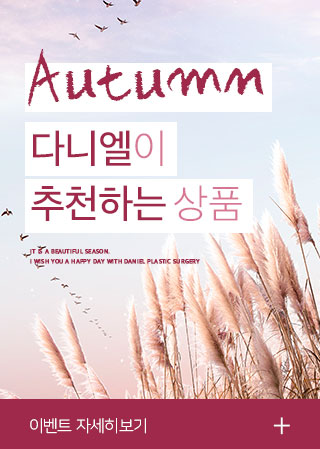 Autumn
다니엘이
추천하는 상품
IT IS A BEAUTIFUL SEASON.
I WISH YOU A HAPPY DAY WITH DANIEL PLASTIC SURGERY
이벤트 자세히보기 +